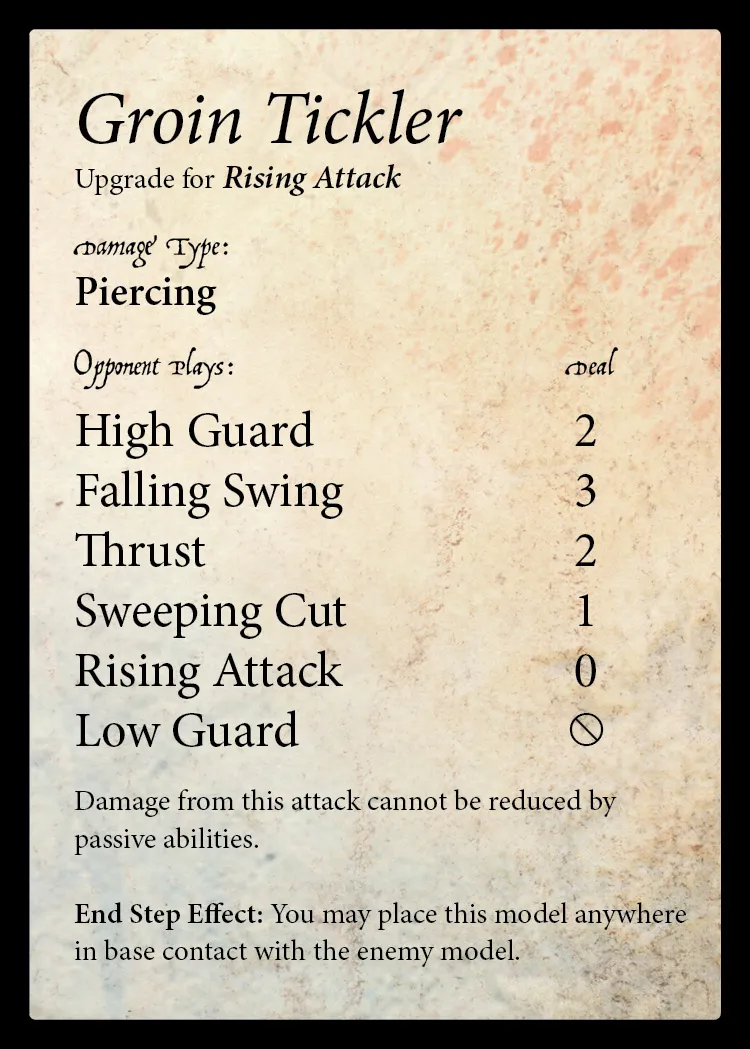 Groin Tickler
Upgrade for Rising Attack
Damage Type:
Piercing
Opponent Plays: Deal
High Guard 2
Falling Swing 3
Thrust 2
Sweeping Cut 1
Rising Attack 0
Low Guard 🛇
Damage from this attack cannot be reduced by
passive abilities.
End Step Effect: You may place this model anywhere
in base contact with the enemy model.